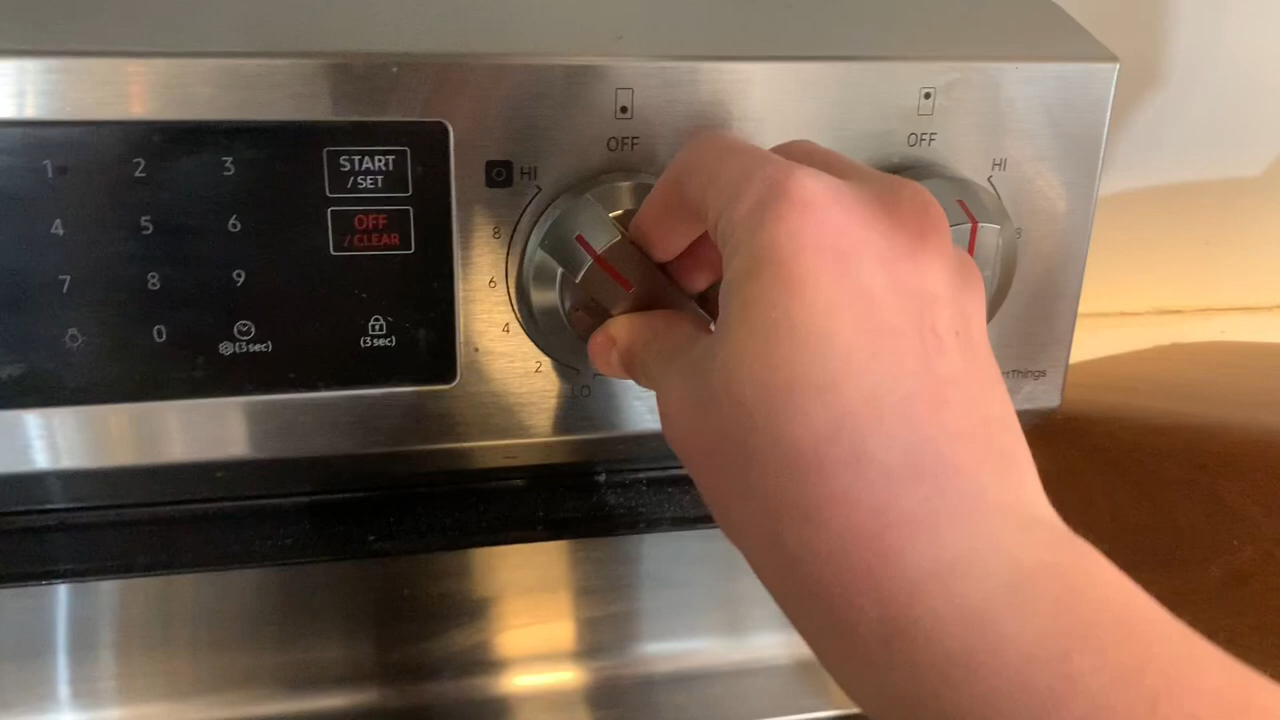 1 2 3
START
/ SET
4 5 6
OFF
/ CLEAR
7 8 9
0
(3 sec)
(3 sec)
OFF
HI
8
6
4
2
LO
OFF
HI
8
tThings